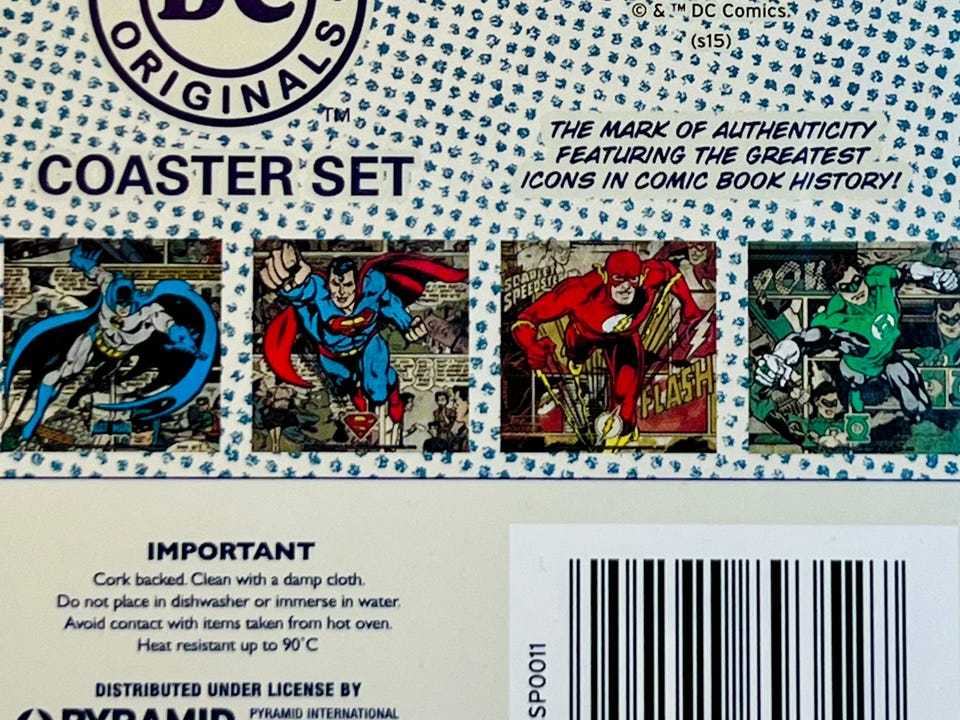 DC
ORIGINALS
TM
© & ™ DC Comics.
(s15)
COASTER SET
THE MARK OF AUTHENTICITY
FEATURING THE GREATEST
ICONS IN COMIC BOOK HISTORY!
SCARLET
SPEEDSTER
FLASH
IMPORTANT
Cork backed. Clean with a damp cloth.
Do not place in dishwasher or immerse in water.
Avoid contact with items taken from hot oven.
Heat resistant up to 90°C
DISTRIBUTED UNDER LICENSE BY
PYRAMID
PYRAMID INTERNATIONAL
SP0011